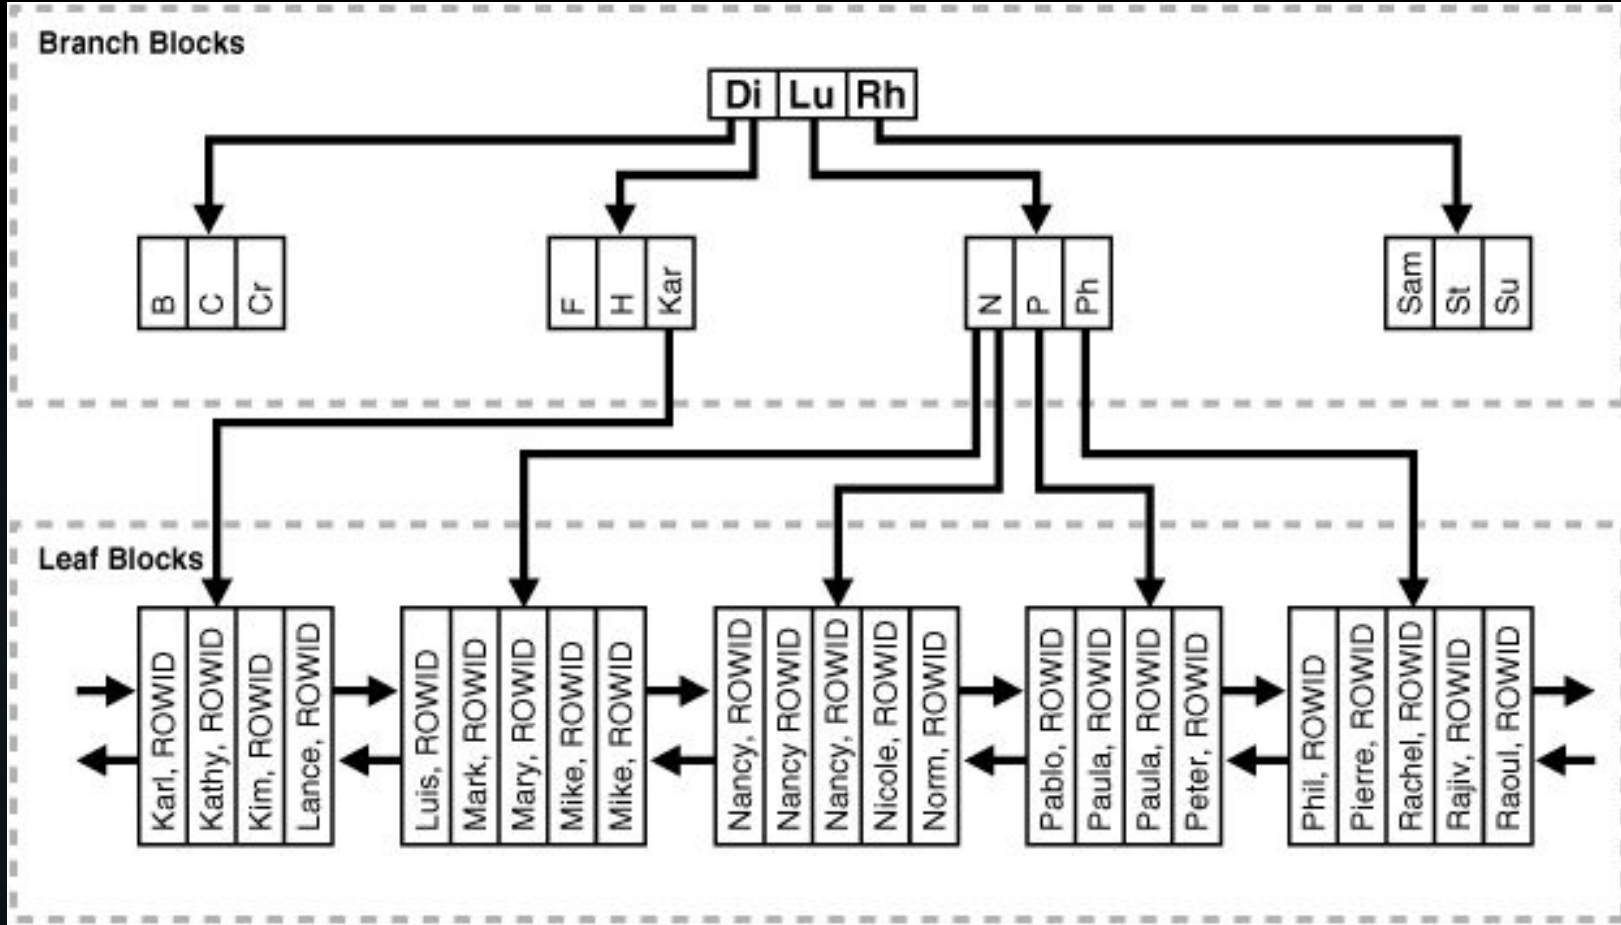 Branch Blocks
Di Lu Rh
B C Cr
F H Kar
N P Ph
Sam St Su
Leaf Blocks
Karl, ROWID
Kathy, ROWID
Kim, ROWID
Lance, ROWID
Luis, ROWID
Mark, ROWID
Mary, ROWID
Mike, ROWID
Mike, ROWID
Nancy, ROWID
Nancy ROWID
Nancy, ROWID
Nicole, ROWID
Norm, ROWID
Pablo, ROWID
Paula, ROWID
Paula, ROWID
Peter, ROWID
Phil, ROWID
Pierre, ROWID
Rachel, ROWID
Rajiv, ROWID
Raoul, ROWID